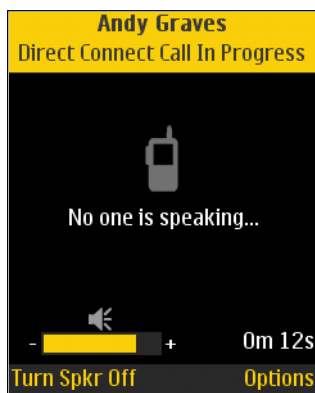 Andy Graves
Direct Connect Call In Progress
No one is speaking...
- +
0m 12s
Turn Spkr Off
Options